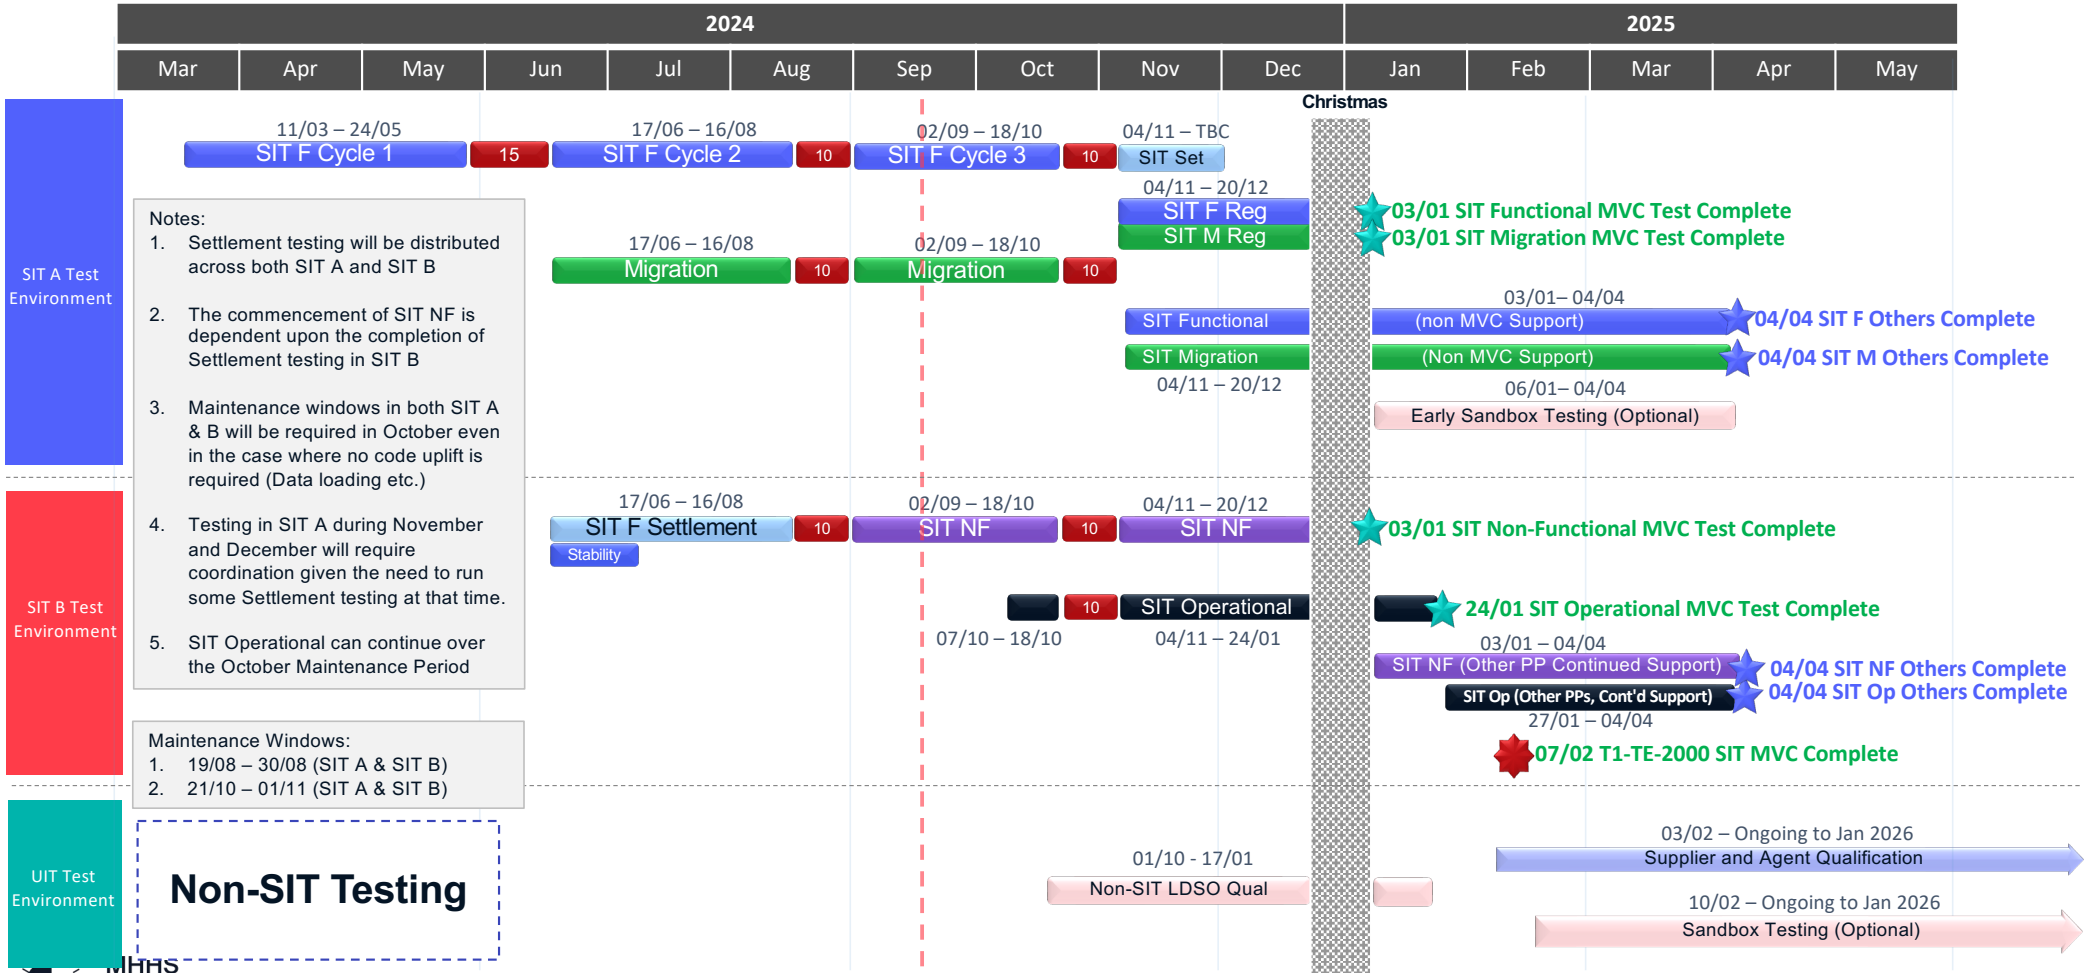 2024
2025
Mar
Apr
May
Jun
Jul
Aug
Sep
Oct
Nov
Dec
Jan
Feb
Mar
Apr
May
Christmas
SIT A Test
Environment
11/03 – 24/05
17/06 – 16/08
02/09 – 18/10
04/11 – TBC
SIT F Cycle 1
15
SIT F Cycle 2
10
SIT F Cycle 3
10
SIT Set
04/11 – 20/12
SIT F Reg
03/01 SIT Functional MVC Test Complete
SIT M Reg
03/01 SIT Migration MVC Test Complete
17/06 – 16/08
02/09 – 18/10
Migration
10
Migration
10
03/01– 04/04
SIT Functional
(non MVC Support)
04/04 SIT F Others Complete
SIT Migration
(Non MVC Support)
04/04 SIT M Others Complete
04/11 – 20/12
06/01– 04/04
Early Sandbox Testing (Optional)
Notes:
1. Settlement testing will be distributed
across both SIT A and SIT B
2. The commencement of SIT NF is
dependent upon the completion of
Settlement testing in SIT B
3. Maintenance windows in both SIT A
& B will be required in October even
in the case where no code uplift is
required (Data loading etc.)
4. Testing in SIT A during November
and December will require
coordination given the need to run
some Settlement testing at that time.
5. SIT Operational can continue over
the October Maintenance Period
SIT B Test
Environment
17/06 – 16/08
02/09 – 18/10
04/11 – 20/12
SIT F Settlement
10
SIT NF
10
SIT NF
03/01 SIT Non-Functional MVC Test Complete
Stability
10
SIT Operational
24/01 SIT Operational MVC Test Complete
07/10 – 18/10
04/11 – 24/01
03/01 – 04/04
SIT NF (Other PP Continued Support)
04/04 SIT NF Others Complete
SIT Op (Other PPs, Cont'd Support)
04/04 SIT Op Others Complete
27/01 – 04/04
07/02 T1-TE-2000 SIT MVC Complete
Maintenance Windows:
1. 19/08 – 30/08 (SIT A & SIT B)
2. 21/10 – 01/11 (SIT A & SIT B)
UIT Test
Environment
Non-SIT Testing
03/02 – Ongoing to Jan 2026
Supplier and Agent Qualification
01/10 - 17/01
Non-SIT LDSO Qual
10/02 – Ongoing to Jan 2026
Sandbox Testing (Optional)
MHHS